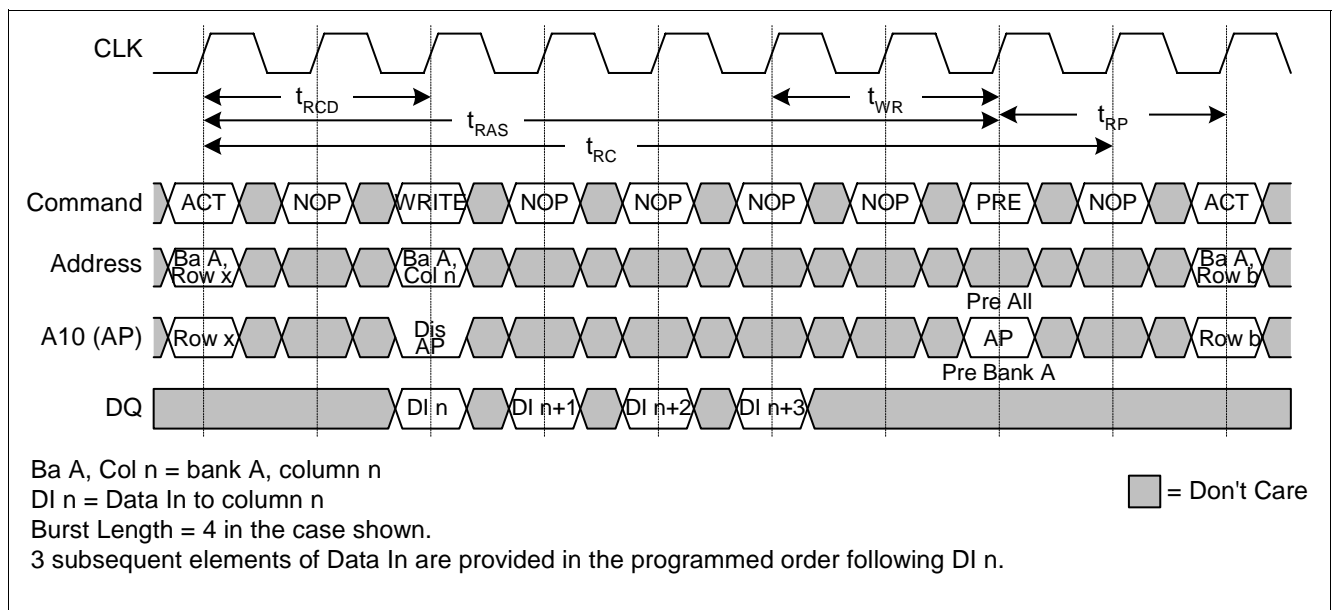 CLK
tRCD
tWR
tRAS
tRP
tRC
Command ACT NOP WRITE NOP NOP NOP NOP PRE NOP ACT
Address Ba A, Row x Ba A, Col n Ba A, Row b
Pre All
A10 (AP) Row x Dis AP AP Row b
Pre Bank A
DQ DI n DI n+1 DI n+2 DI n+3
Ba A, Col n = bank A, column n
DI n = Data In to column n
= Don't Care
Burst Length = 4 in the case shown.
3 subsequent elements of Data In are provided in the programmed order following DI n.